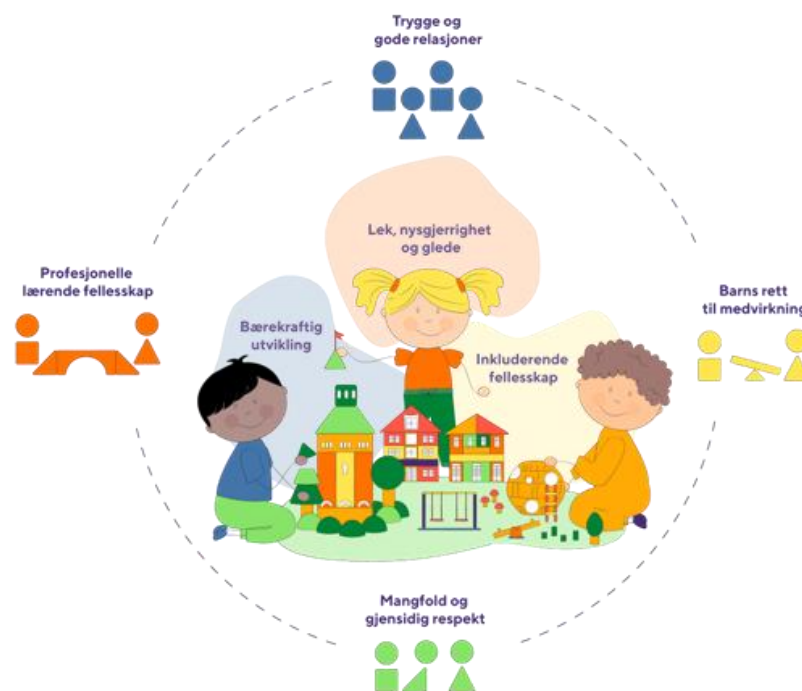 Trygge og
gode relasjoner
Lek, nysgjerrighet
og glede
Profesjonelle
lærende fellesskap
Barns rett
til medvirkning
Bærekraftig
utvikling
Inkluderende
fellesskap
Mangfold og
gjensidig respekt